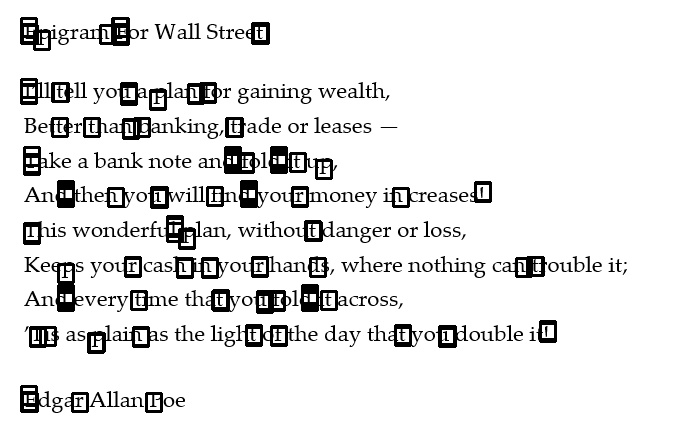 Epigram For Wall Street
I'll tell you a plan for gaining wealth,
Better than banking, trade or leases —
Take a bank note and fold it up,
And then you will find your money in creases!
This wonderful plan, without danger or loss,
Keeps your cash in your hands, where nothing can trouble it;
And every time that you fold it across,
'Tis as plain as the light of the day that you double it!
Edgar Allan Poe